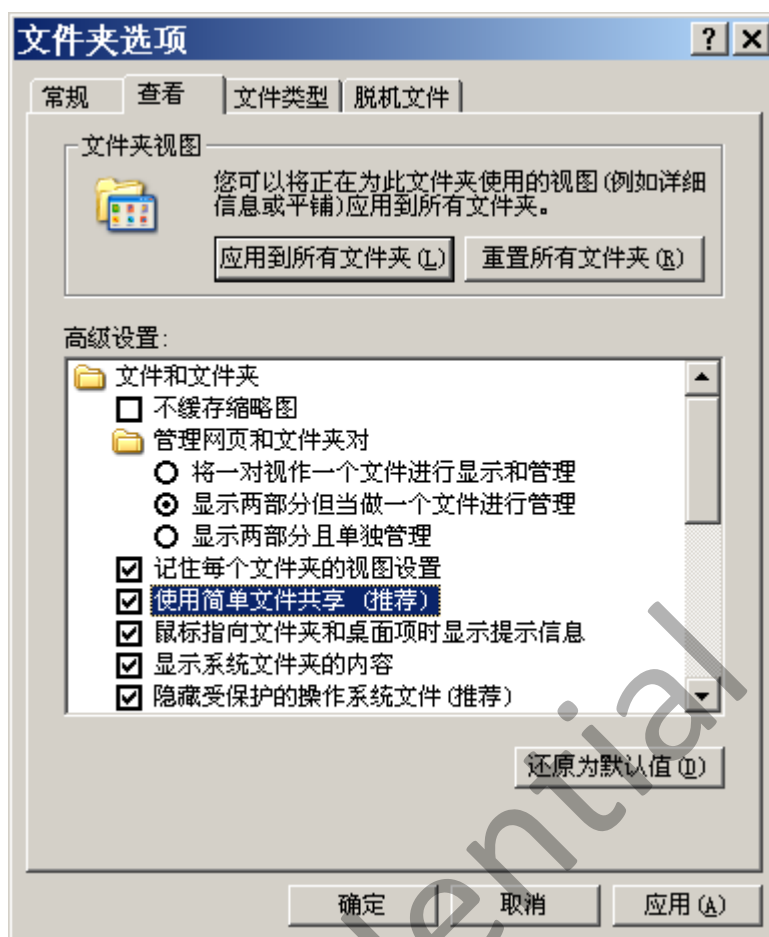 文件夹选项
常规 查看 文件类型 脱机文件
文件夹视图
您可以将正在为此文件夹使用的视图(例如详细
信息或平铺)应用到所有文件夹。
应用到所有文件夹(L) 重置所有文件夹(R)
高级设置:
文件和文件夹
不缓存缩略图
管理网页和文件夹对
将一对视作一个文件进行显示和管理
显示两部分但当做一个文件进行管理
显示两部分且单独管理
记住每个文件夹的视图设置
使用简单文件共享 (推荐)
鼠标指向文件夹和桌面项时显示提示信息
显示系统文件夹的内容
隐藏受保护的操作系统文件(推荐)
还原为默认值(D)
确定 取消 应用(A)
ential